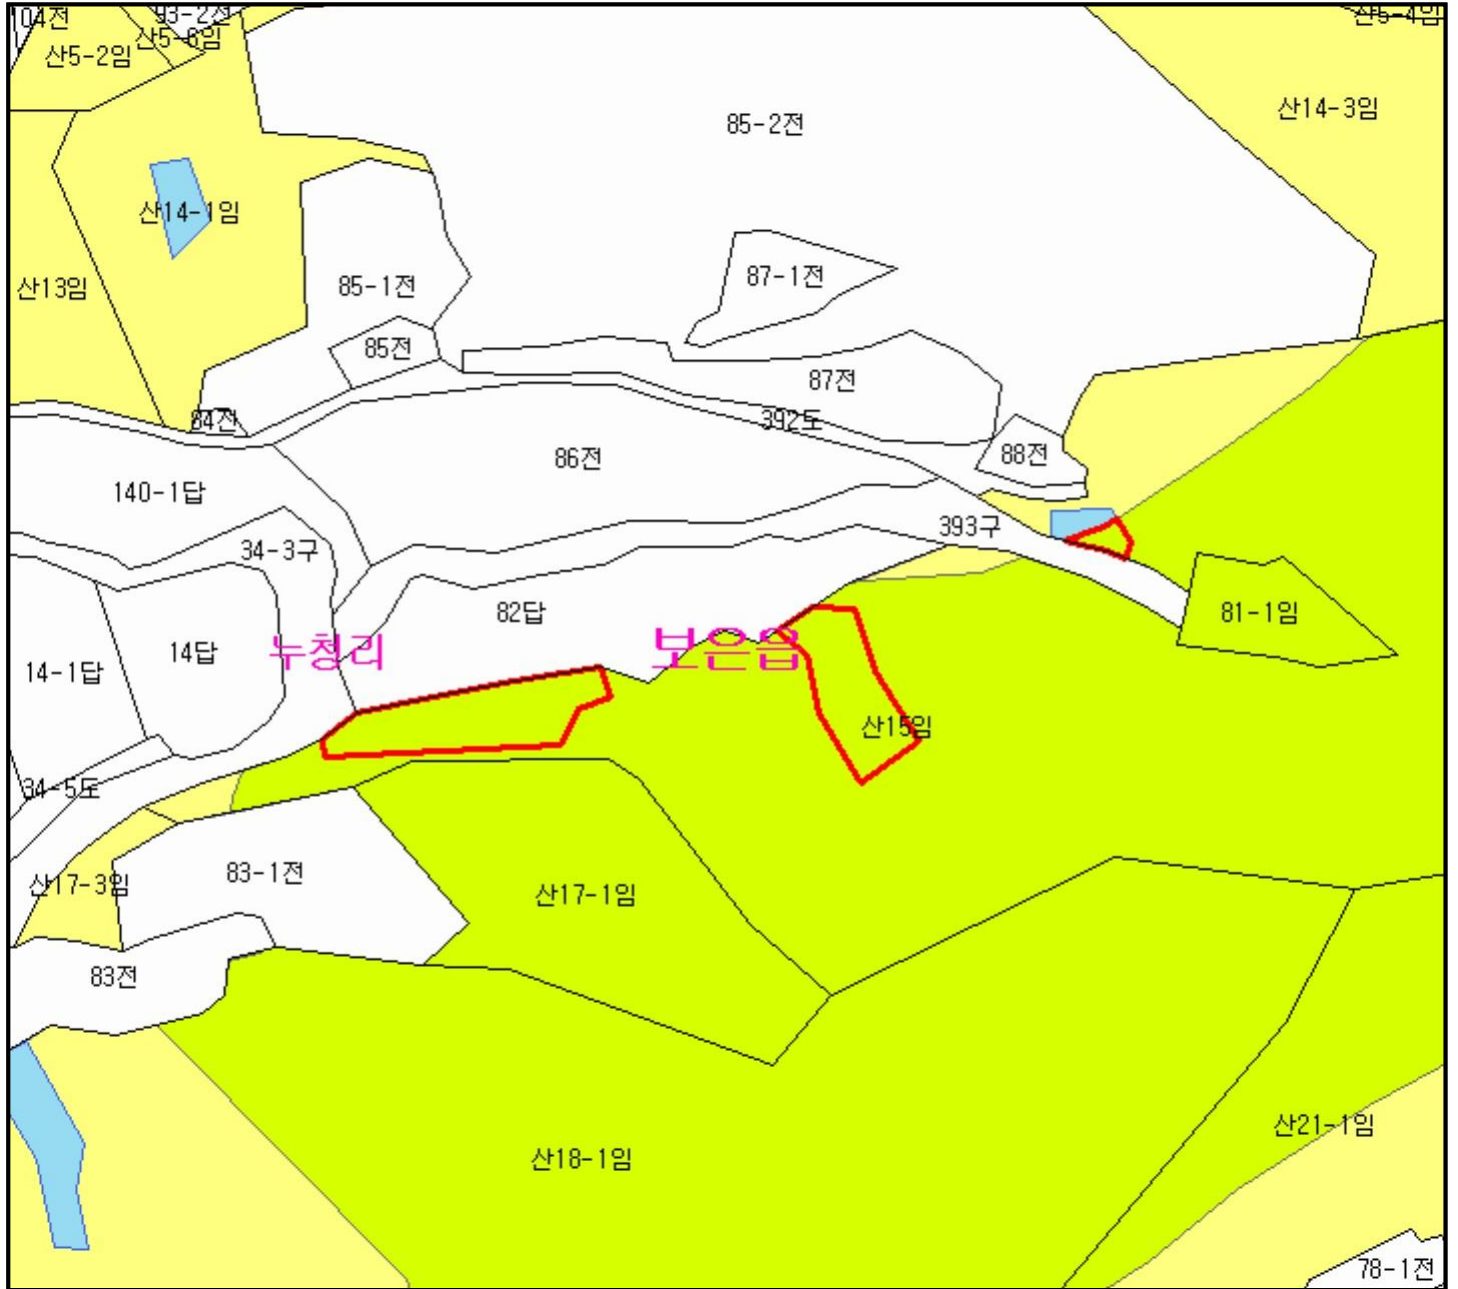 104전
93-2전
산5-6임
산5-4임
산5-2임
산14-3임
85-2전
산14-1임
87-1전
산13임
85-1전
85전
87전
84전
392도
86전
88전
140-1답
393구
34-3구
82답
81-1임
누청리
보은읍
14답
14-1답
산15임
34-5도
83-1전
산17-3임
산17-1임
83전
산21-1임
산18-1임
78-1전